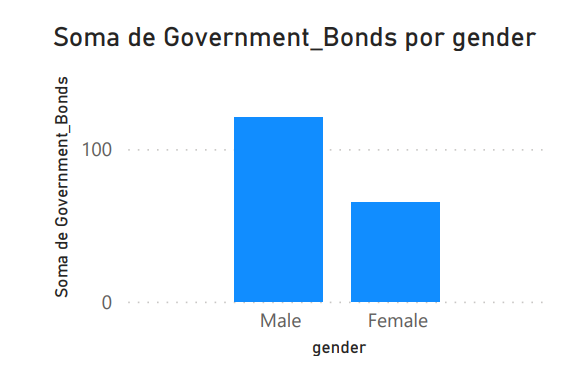 Soma de Government_Bonds por gender
Soma de Government_Bonds
100
0
Male
Female
gender